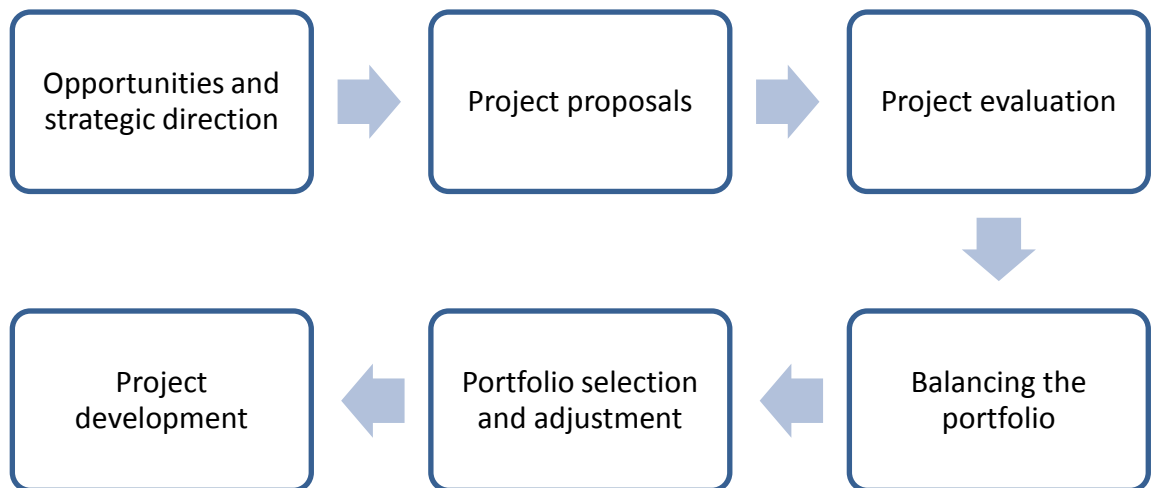 Opportunities and
strategic direction
Project proposals
Project evaluation
Balancing the
portfolio
Portfolio selection
and adjustment
Project
development